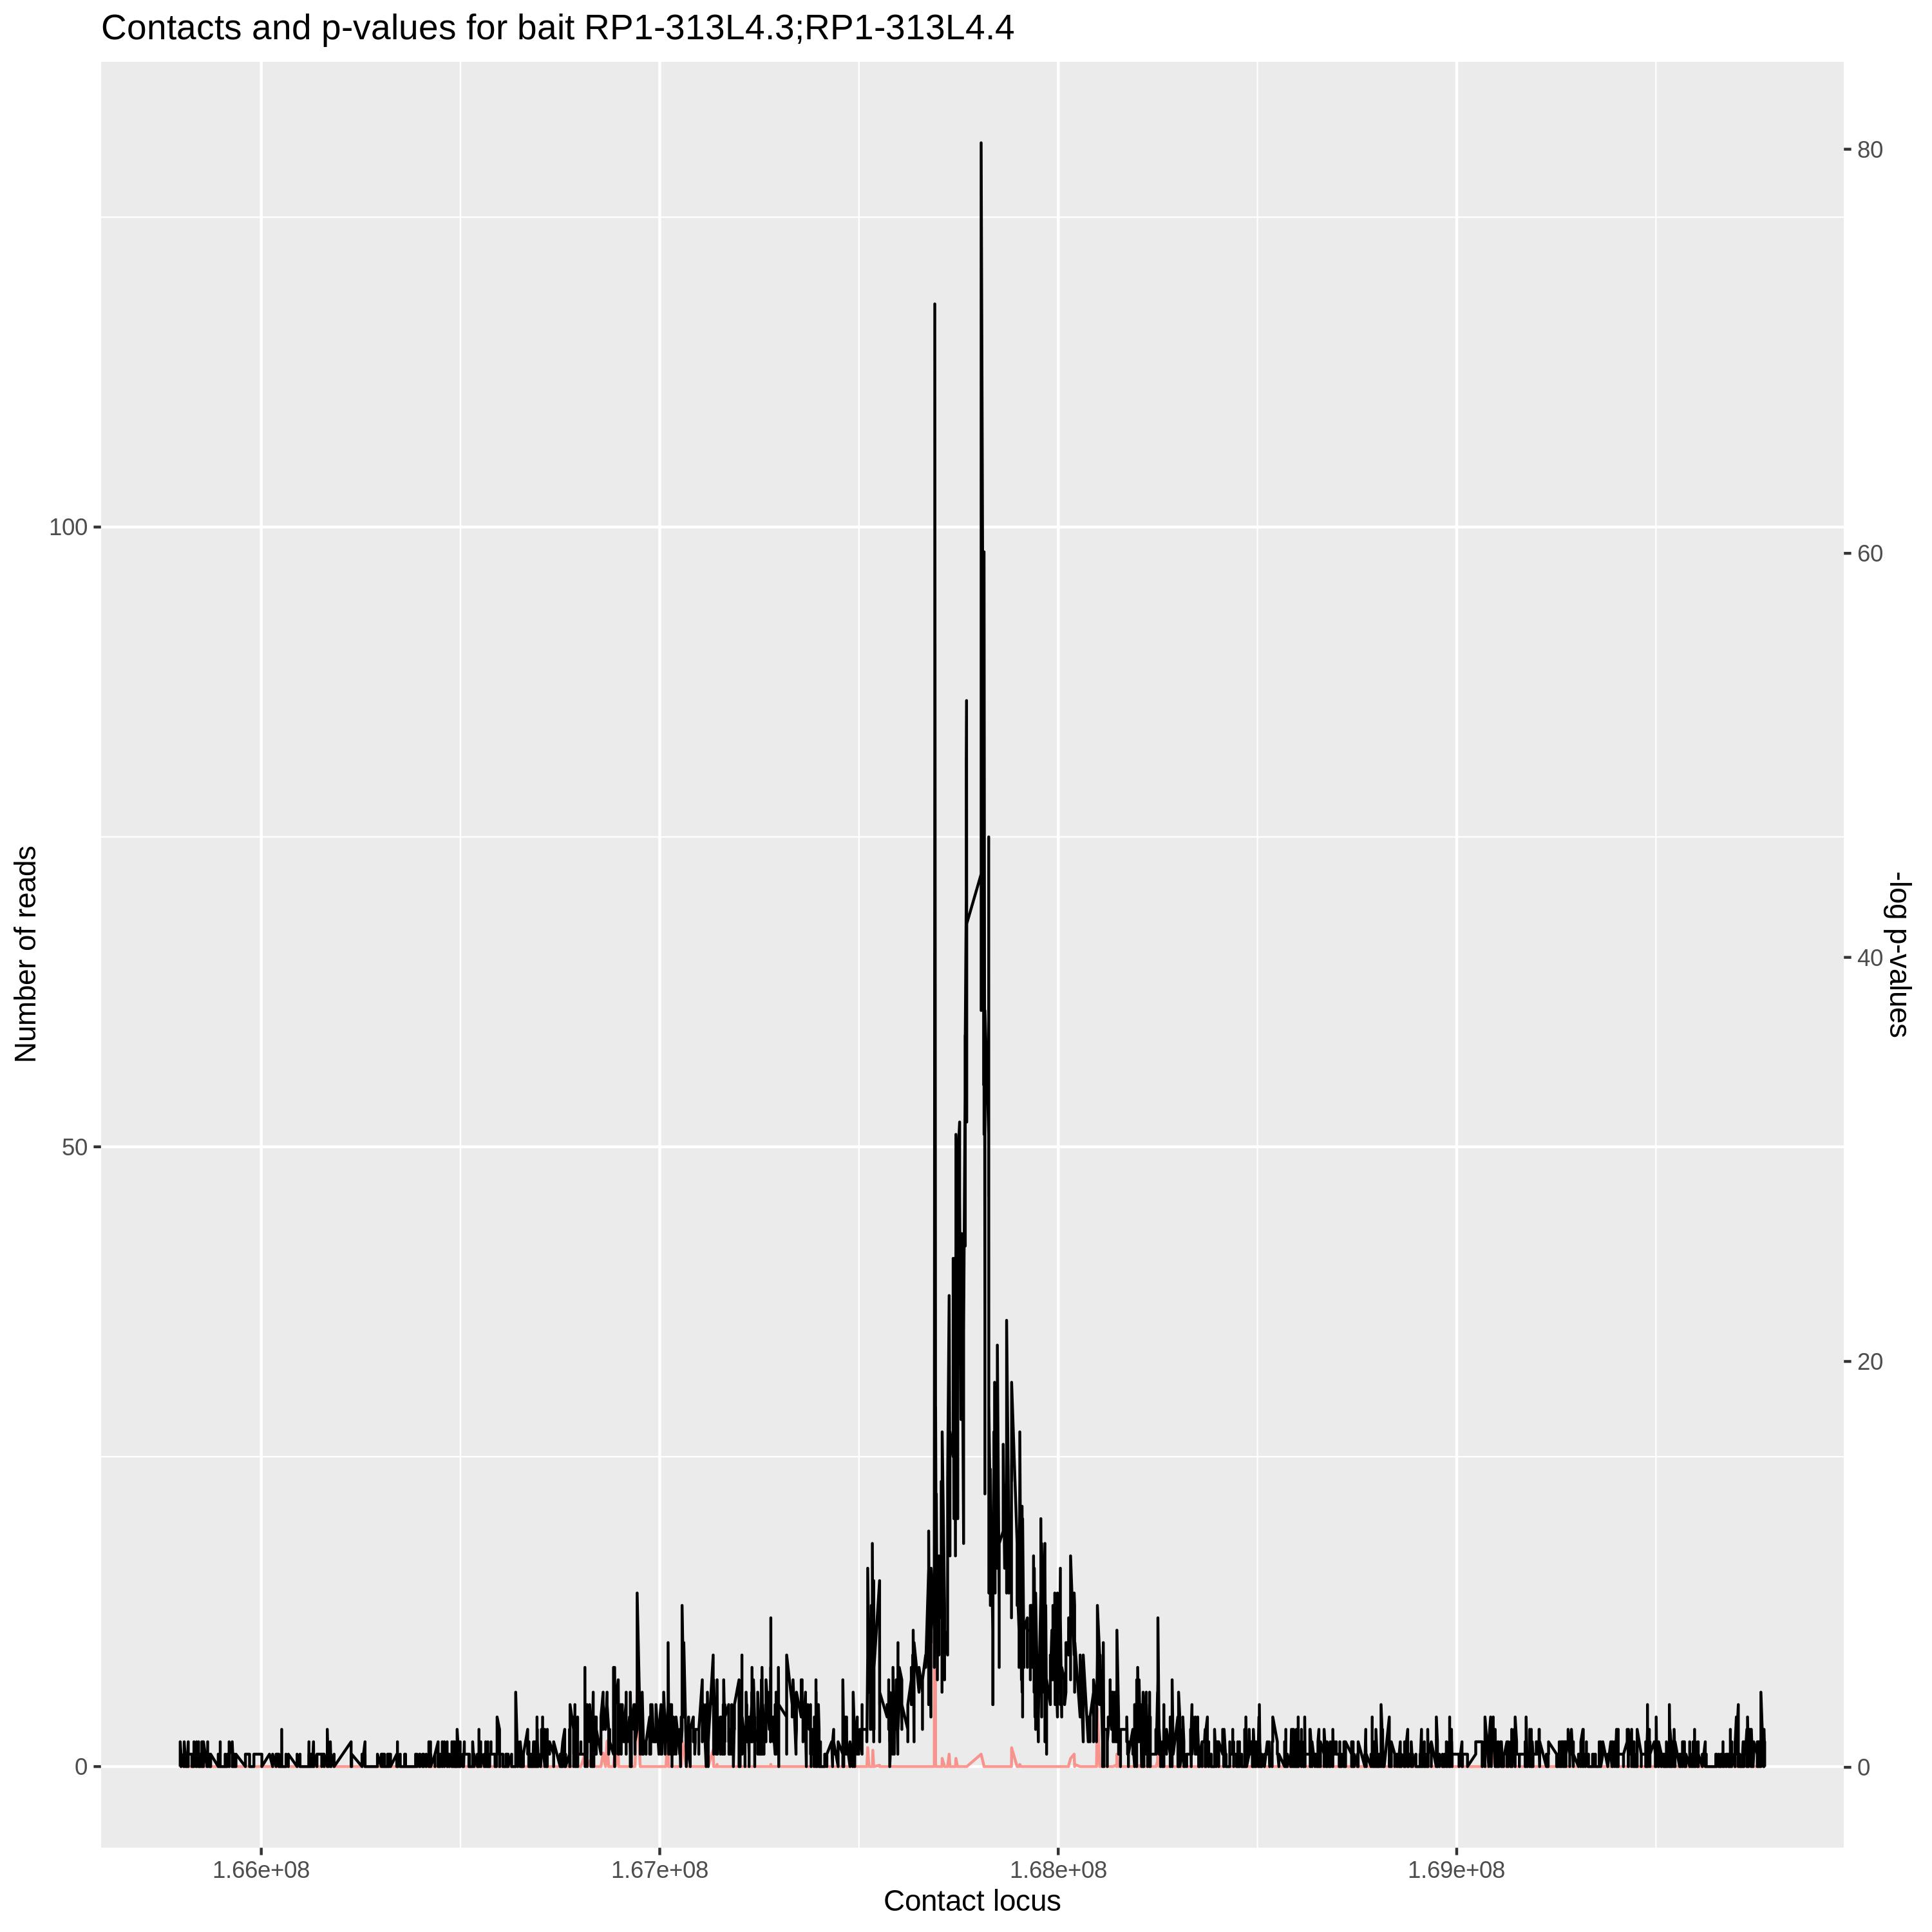 Contacts and p-values for bait RP1-313L4.3;RP1-313L4.4
80
100
60
Number of reads
-log p-values
40
50
20
0
0
1.66e+08
1.67e+08
1.68e+08
1.69e+08
Contact locus